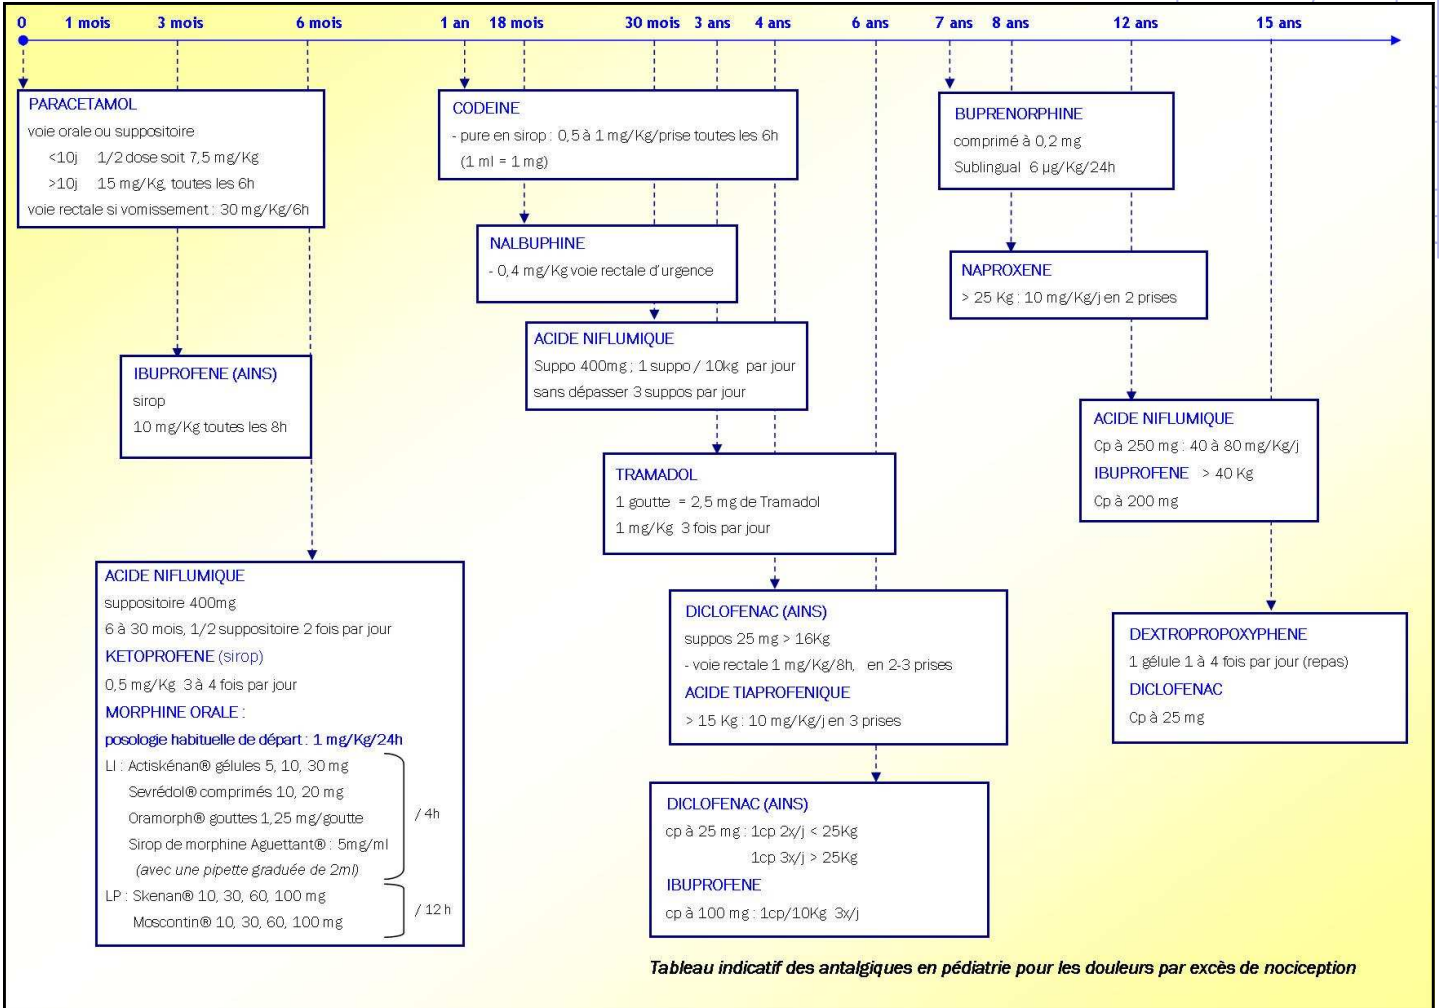 0 1 mois 3 mois 6 mois 1 an 18 mois 30 mois 3 ans 4 ans 6 ans 7 ans 8 ans 12 ans 15 ans
PARACETAMOL
voie orale ou suppositoire
<10j 1/2 dose soit 7,5 mg/Kg
>10j 15 mg/Kg, toutes les 6h
voie rectale si vomissement : 30 mg/Kg/6h
IBUPROFENE (AINS)
sirop
10 mg/Kg toutes les 8h
ACIDE NIFLUMIQUE
suppositoire 400mg
6 à 30 mois, 1/2 suppositoire 2 fois par jour
KETOPROFENE (sirop)
0,5 mg/Kg 3 à 4 fois par jour
MORPHINE ORALE :
posologie habituelle de départ : 1 mg/Kg/24h
LI : Actiskénan® gélules 5, 10, 30 mg
Sevrédol® comprimés 10, 20 mg
Oramorph® gouttes 1,25 mg/goutte
Sirop de morphine Aguettant® : 5mg/ml
(avec une pipette graduée de 2ml)
/ 4h
LP : Skenan® 10, 30, 60, 100 mg
Moscontin® 10, 30, 60, 100 mg
/ 12 h
CODEINE
- pure en sirop : 0,5 à 1 mg/Kg/prise toutes les 6h
(1 ml = 1 mg)
NALBUPHINE
- 0,4 mg/Kg voie rectale d'urgence
ACIDE NIFLUMIQUE
Suppo 400mg ; 1 suppo / 10kg par jour
sans dépasser 3 suppos par jour
TRAMADOL
1 goutte = 2,5 mg de Tramadol
1 mg/Kg 3 fois par jour
DICLOFENAC (AINS)
suppos 25 mg > 16Kg
- voie rectale 1 mg/Kg/8h, en 2-3 prises
ACIDE TIAPROFENIQUE
> 15 Kg : 10 mg/Kg/j en 3 prises
DICLOFENAC (AINS)
cp à 25 mg : 1cp 2x/j < 25Kg
1cp 3x/j > 25Kg
IBUPROFENE
cp à 100 mg : 1cp/10Kg 3x/j
BUPRENORPHINE
comprimé à 0,2 mg
Sublingual 6 µg/Kg/24h
NAPROXENE
> 25 Kg : 10 mg/Kg/j en 2 prises
ACIDE NIFLUMIQUE
Cp à 250 mg : 40 à 80 mg/Kg/j
IBUPROFENE > 40 Kg
Cp à 200 mg
DEXTROPROPOXYPHENE
1 gélule 1 à 4 fois par jour (repas)
DICLOFENAC
Cp à 25 mg
Tableau indicatif des antalgiques en pédiatrie pour les douleurs par excès de nociception